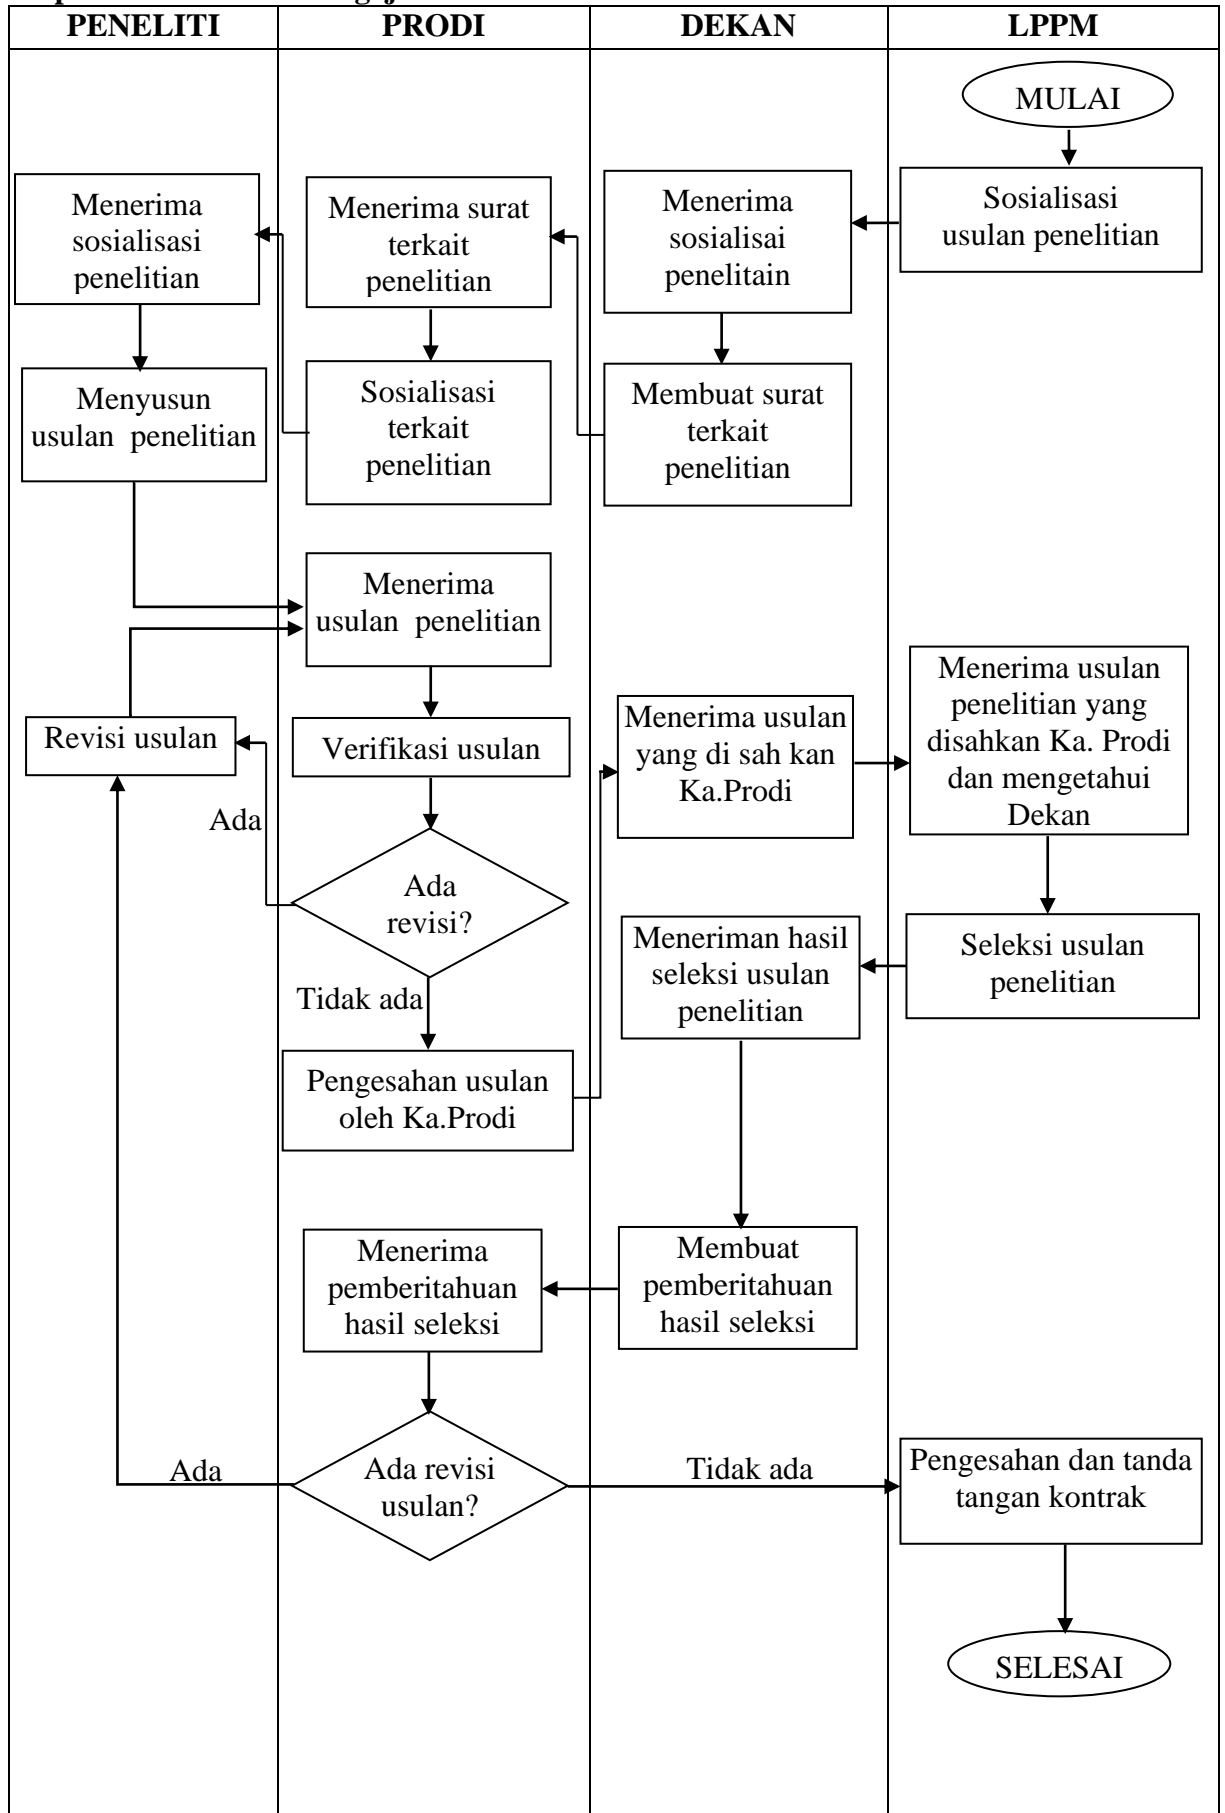 PENELITI
PRODI
DEKAN
LPPM
MULAI
Sosialisasi
usulan penelitian
Menerima
sosialisai
penelitain
Menerima surat
terkait
penelitian
Menerima
sosialisasi
penelitian
Menyusun
usulan penelitian
Sosialisasi
terkait
penelitian
Membuat surat
terkait
penelitian
Menerima
usulan penelitian
Revisi usulan
Verifikasi usulan
Menerima usulan
yang di sah kan
Ka.Prodi
Menerima usulan
penelitian yang
disahkan Ka. Prodi
dan mengetahui
Dekan
Ada
Ada
revisi?
Tidak ada
Meneriman hasil
seleksi usulan
penelitian
Seleksi usulan
penelitian
Pengesahan usulan
oleh Ka.Prodi
Menerima
pemberitahuan
hasil seleksi
Membuat
pemberitahuan
hasil seleksi
Ada
Ada revisi
usulan?
Tidak ada
Pengesahan dan tanda
tangan kontrak
SELESAI